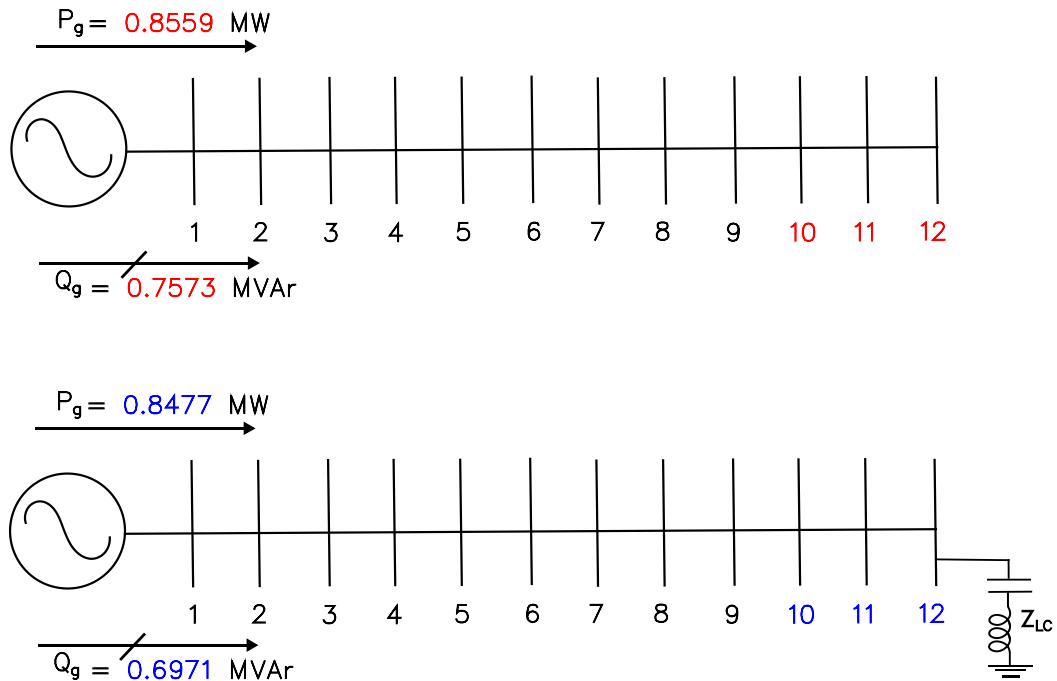 Pg = 0.8559 MW
1 2 3 4 5 6 7 8 9 10 11 12
Qg = 0.7573 MVAr
Pg = 0.8477 MW
1 2 3 4 5 6 7 8 9 10 11 12
ZLC
Qg = 0.6971 MVAr